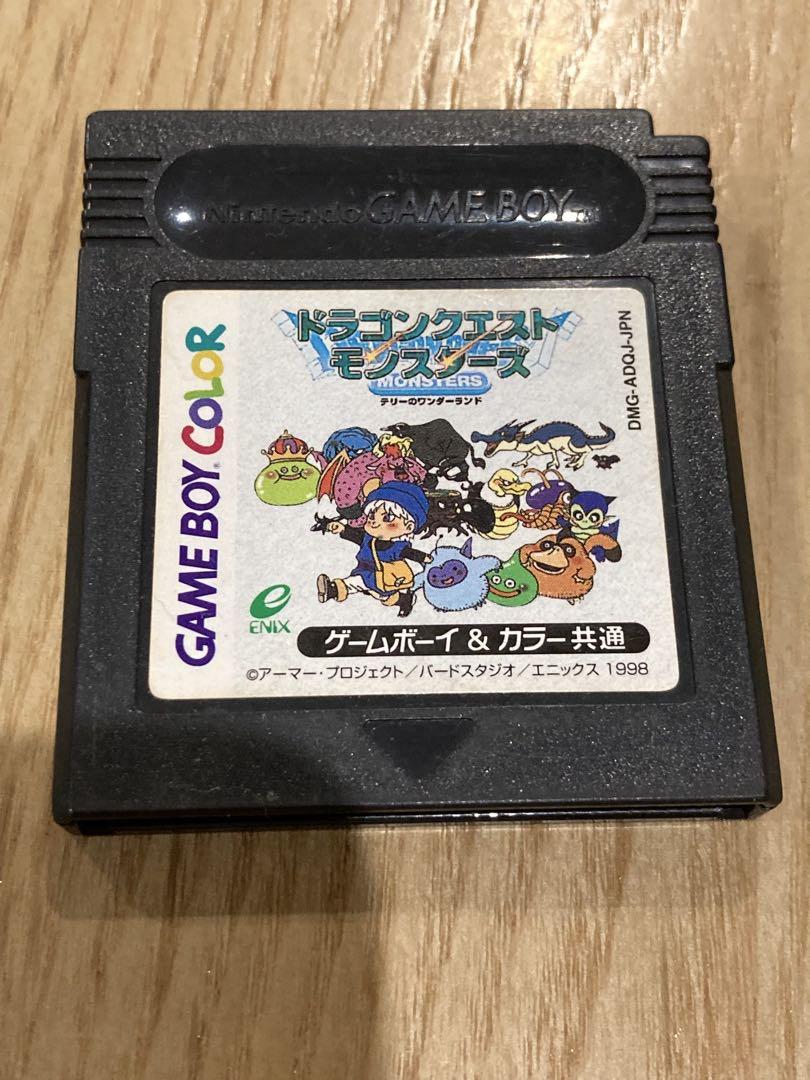 Nintendo GAME BOY TM
GAME BOY COLOR
ドラゴンクエスト
モンスターズ
MONSTERS
テリーのワンダーランド
DMG-ADQJ-JPN
ENIX
ゲームボーイ & カラー共通
©アーマー・プロジェクト/バードスタジオ/エニックス 1998